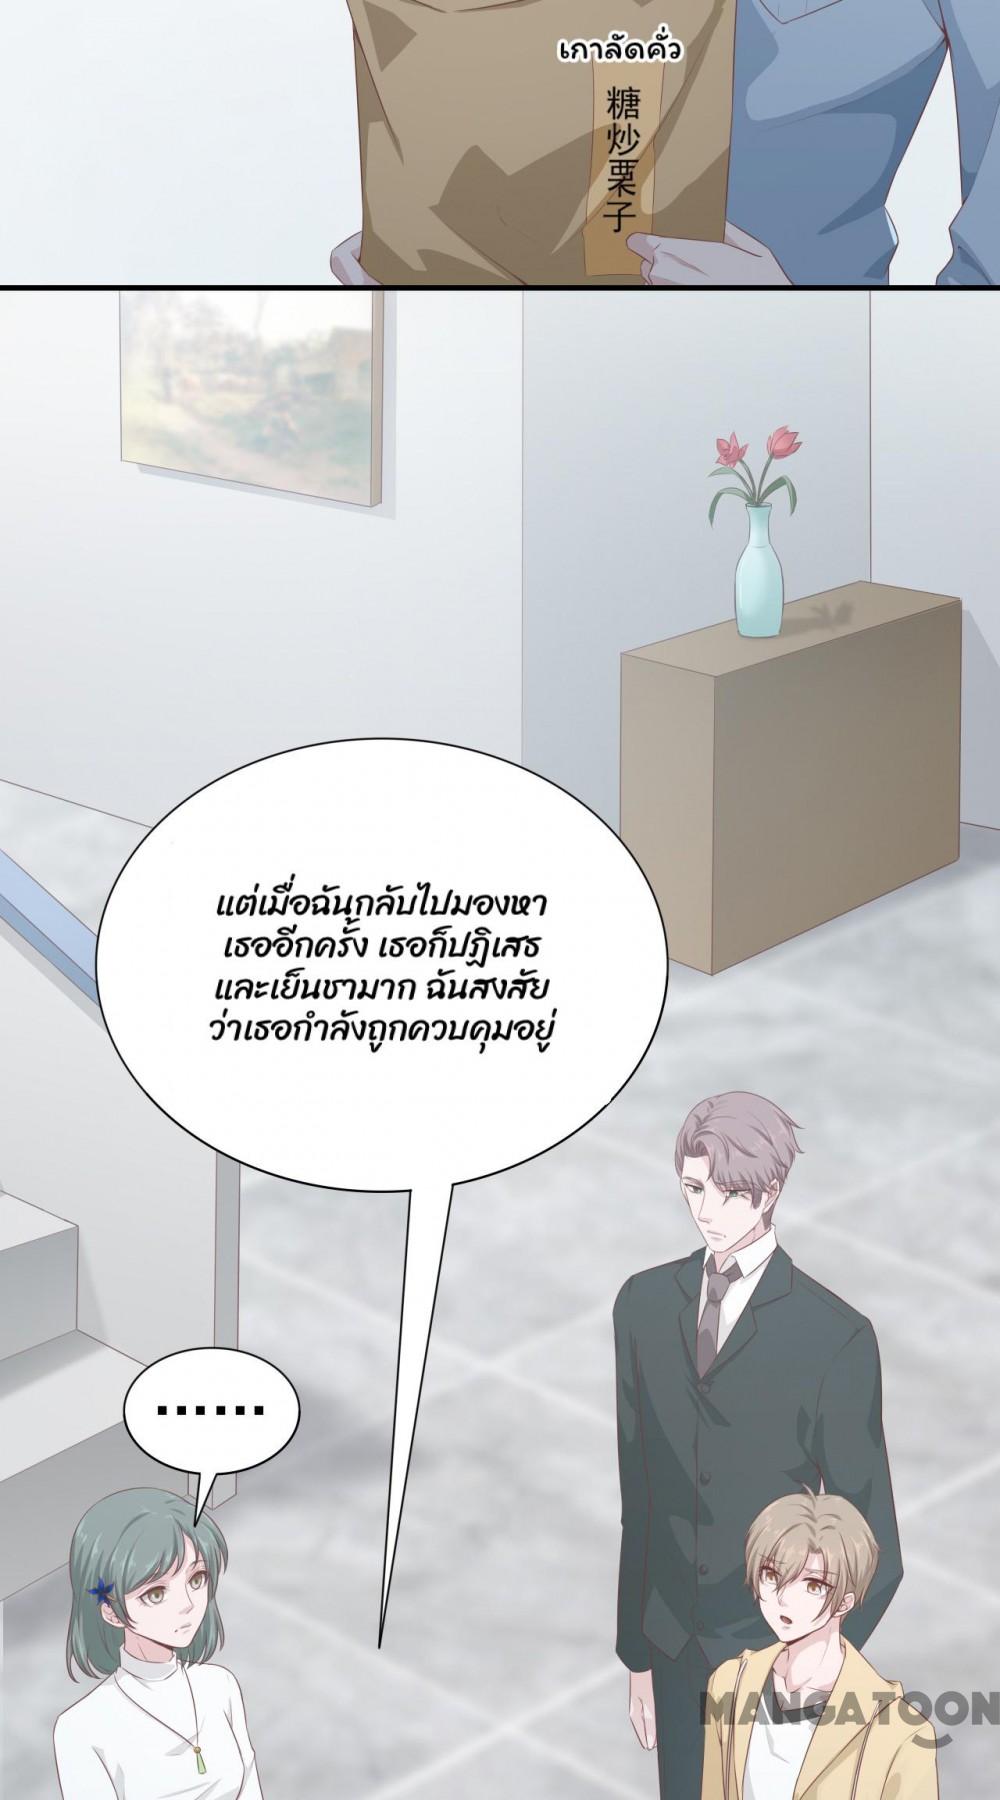 เกาลัดคั่ว
糖炒栗子
แต่เมื่อฉันกลับไปมองหา
เธออีกครั้ง เธอก็ปฏิเสธ
และเย็นชามาก ฉันสงสัย
ว่าเธอกำลังถูกควบคุมอยู่
......
MANGATOON